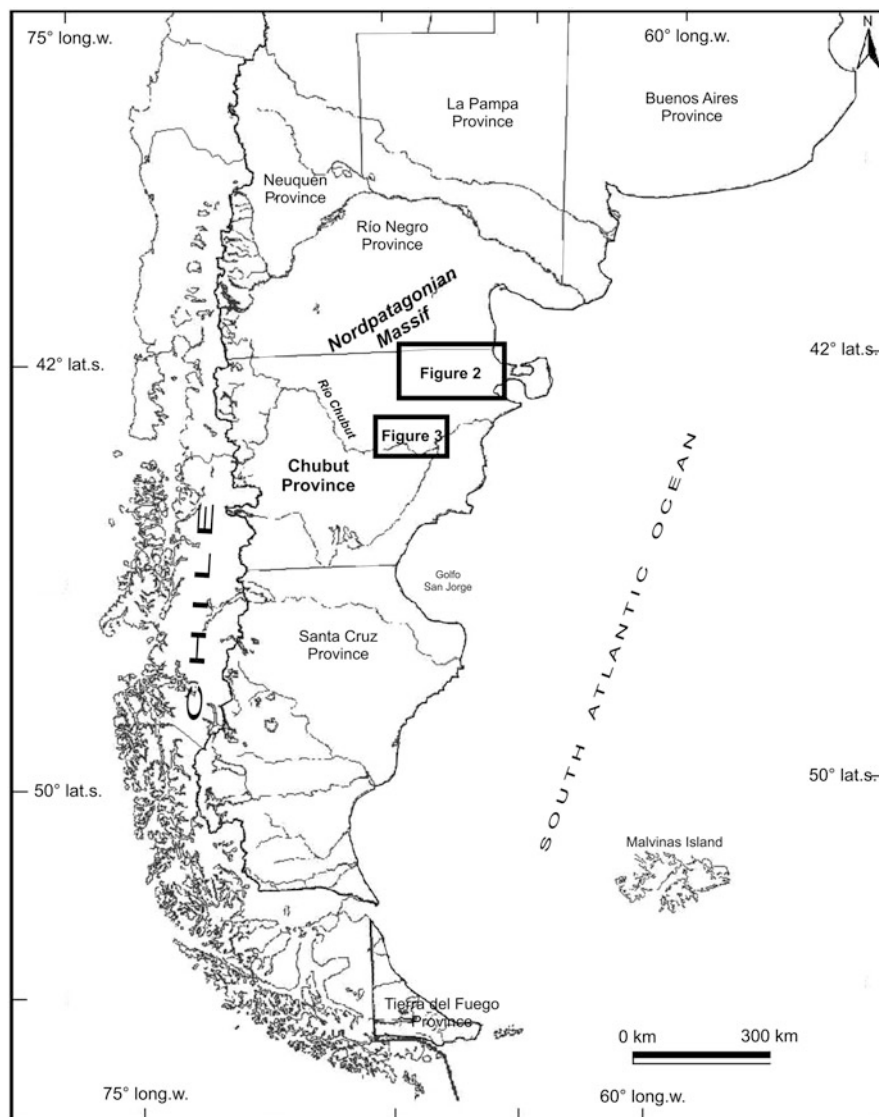 75° long.w.
60° long.w.
N
La Pampa
Province
Buenos Aires
Province
Neuquén
Province
Río Negro
Province
Nordpatagonian
Massif
42° lat.s.
42° lat.s.
Figure 2
Río Chubut
Figure 3
Chubut
Province
CHILE
Golfo
San Jorge
Santa Cruz
Province
SOUTH ATLANTIC OCEAN
50° lat.s.
50° lat.s.
Malvinas Island
Tierra del Fuego
Province
0 km
300 km
75° long.w.
60° long.w.